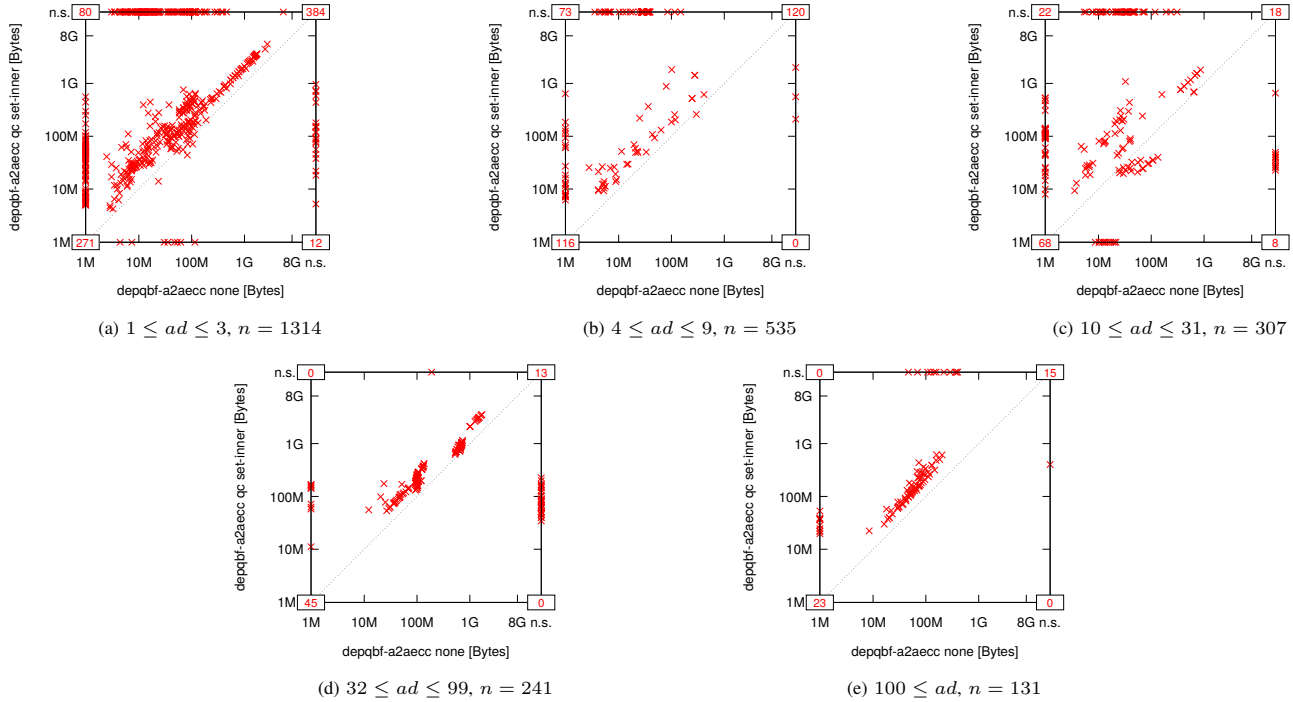 n.s.
8G
1G
100M
10M
1M
80
384
271
12
1M
10M
100M
1G
8G n.s.
depqbf-a2aecc qc set-inner [Bytes]
depqbf-a2aecc none [Bytes]
(a) 1 ≤ ad ≤ 3, n = 1314
n.s.
8G
1G
100M
10M
1M
73
120
116
0
1M
10M
100M
1G
8G n.s.
depqbf-a2aecc qc set-inner [Bytes]
depqbf-a2aecc none [Bytes]
(b) 4 ≤ ad ≤ 9, n = 535
n.s.
8G
1G
100M
10M
1M
22
18
68
8
1M
10M
100M
1G
8G n.s.
depqbf-a2aecc qc set-inner [Bytes]
depqbf-a2aecc none [Bytes]
(c) 10 ≤ ad ≤ 31, n = 307
n.s.
8G
1G
100M
10M
1M
0
13
45
0
1M
10M
100M
1G
8G n.s.
depqbf-a2aecc qc set-inner [Bytes]
depqbf-a2aecc none [Bytes]
(d) 32 ≤ ad ≤ 99, n = 241
n.s.
8G
1G
100M
10M
1M
0
15
23
0
1M
10M
100M
1G
8G n.s.
depqbf-a2aecc qc set-inner [Bytes]
depqbf-a2aecc none [Bytes]
(e) 100 ≤ ad, n = 131